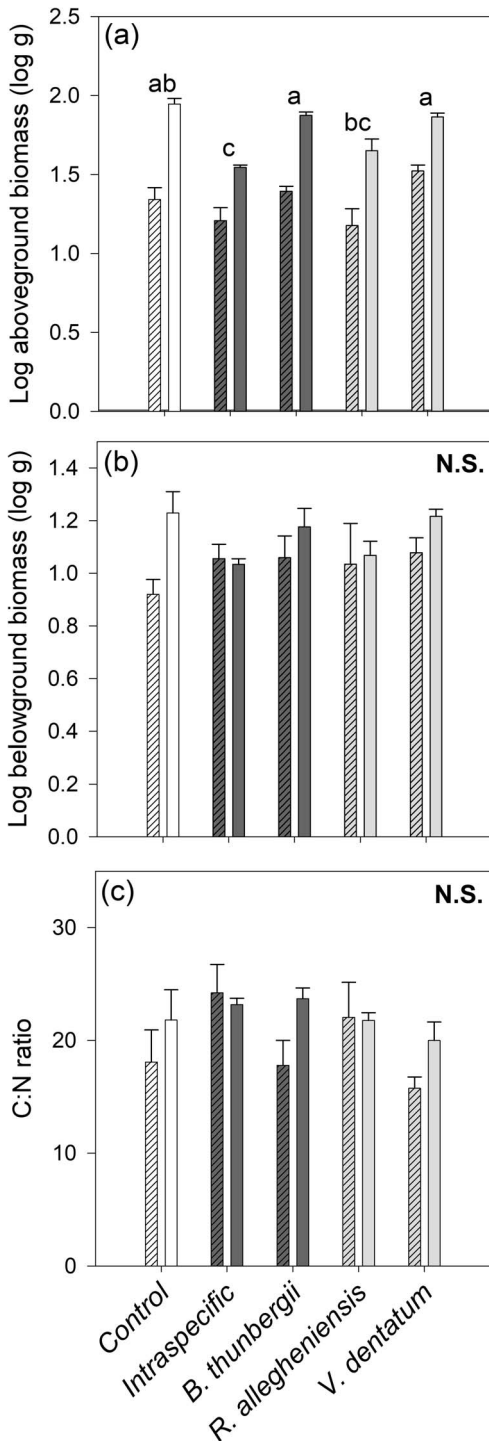 (a)
Log aboveground biomass (log g)
2.5
2.0
1.5
1.0
0.5
0.0
ab
c
a
bc
a
(b)
N.S.
Log belowground biomass (log g)
1.4
1.2
1.0
0.8
0.6
0.4
0.2
0.0
(c)
N.S.
C:N ratio
30
20
10
0
Control
Intraspecific
B. thunbergii
R. allegheniensis
V. dentatum